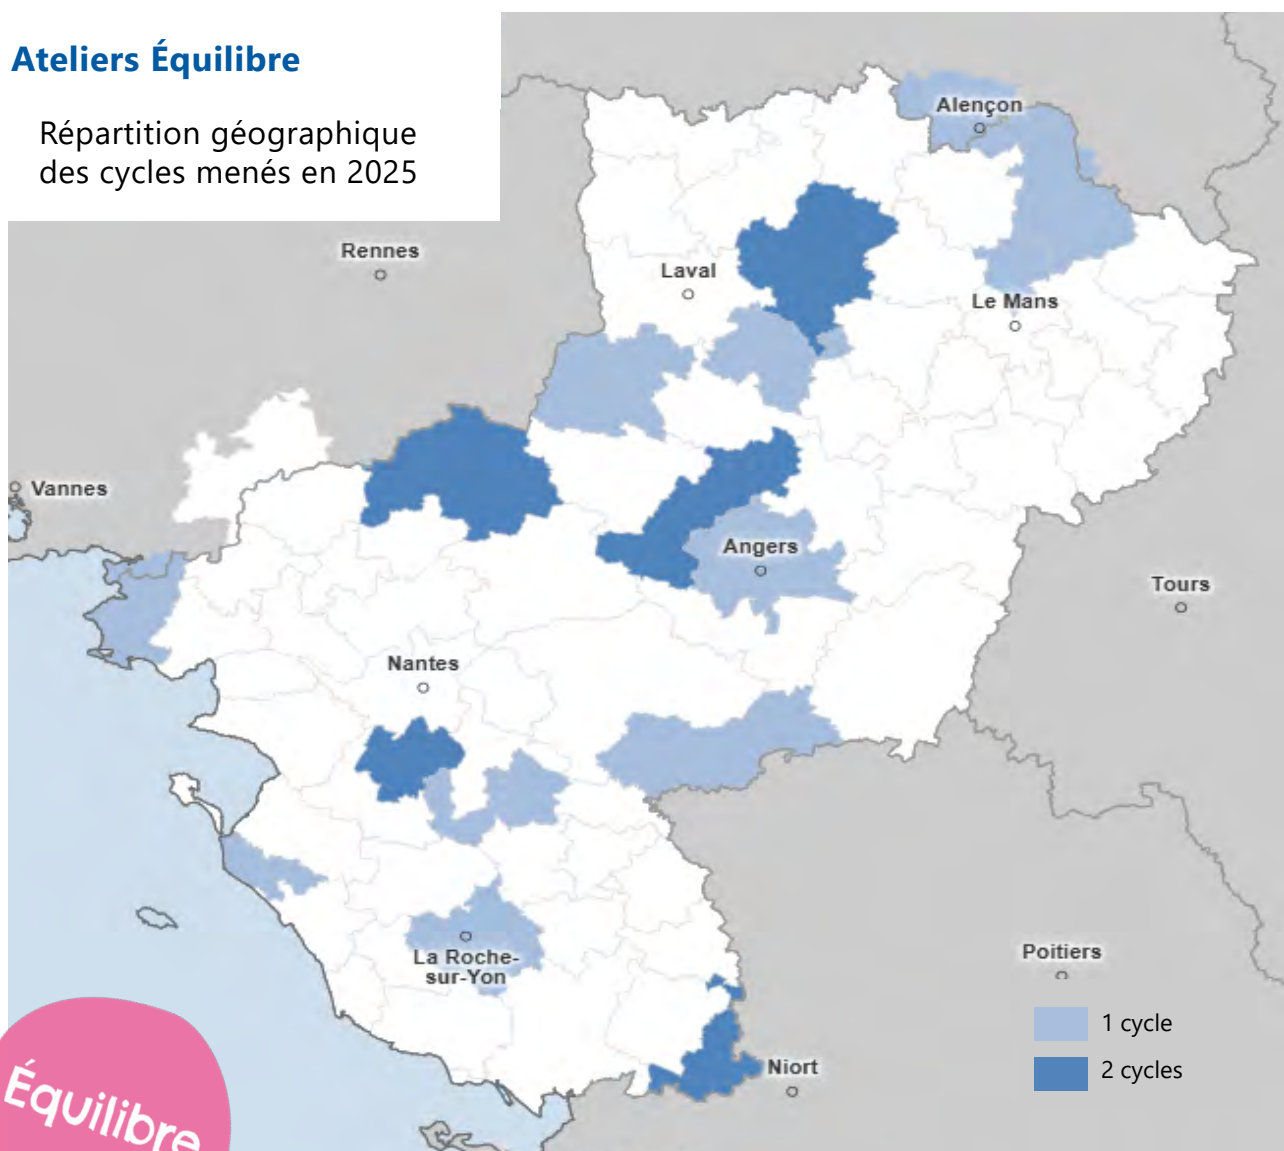 Ateliers Équilibre
Répartition géographique
des cycles menés en 2025
Alençon
Rennes
Laval
Le Mans
Vannes
Angers
Tours
Nantes
La Roche-
sur-Yon
Poitiers
1 cycle
Niort
2 cycles
Équilibre